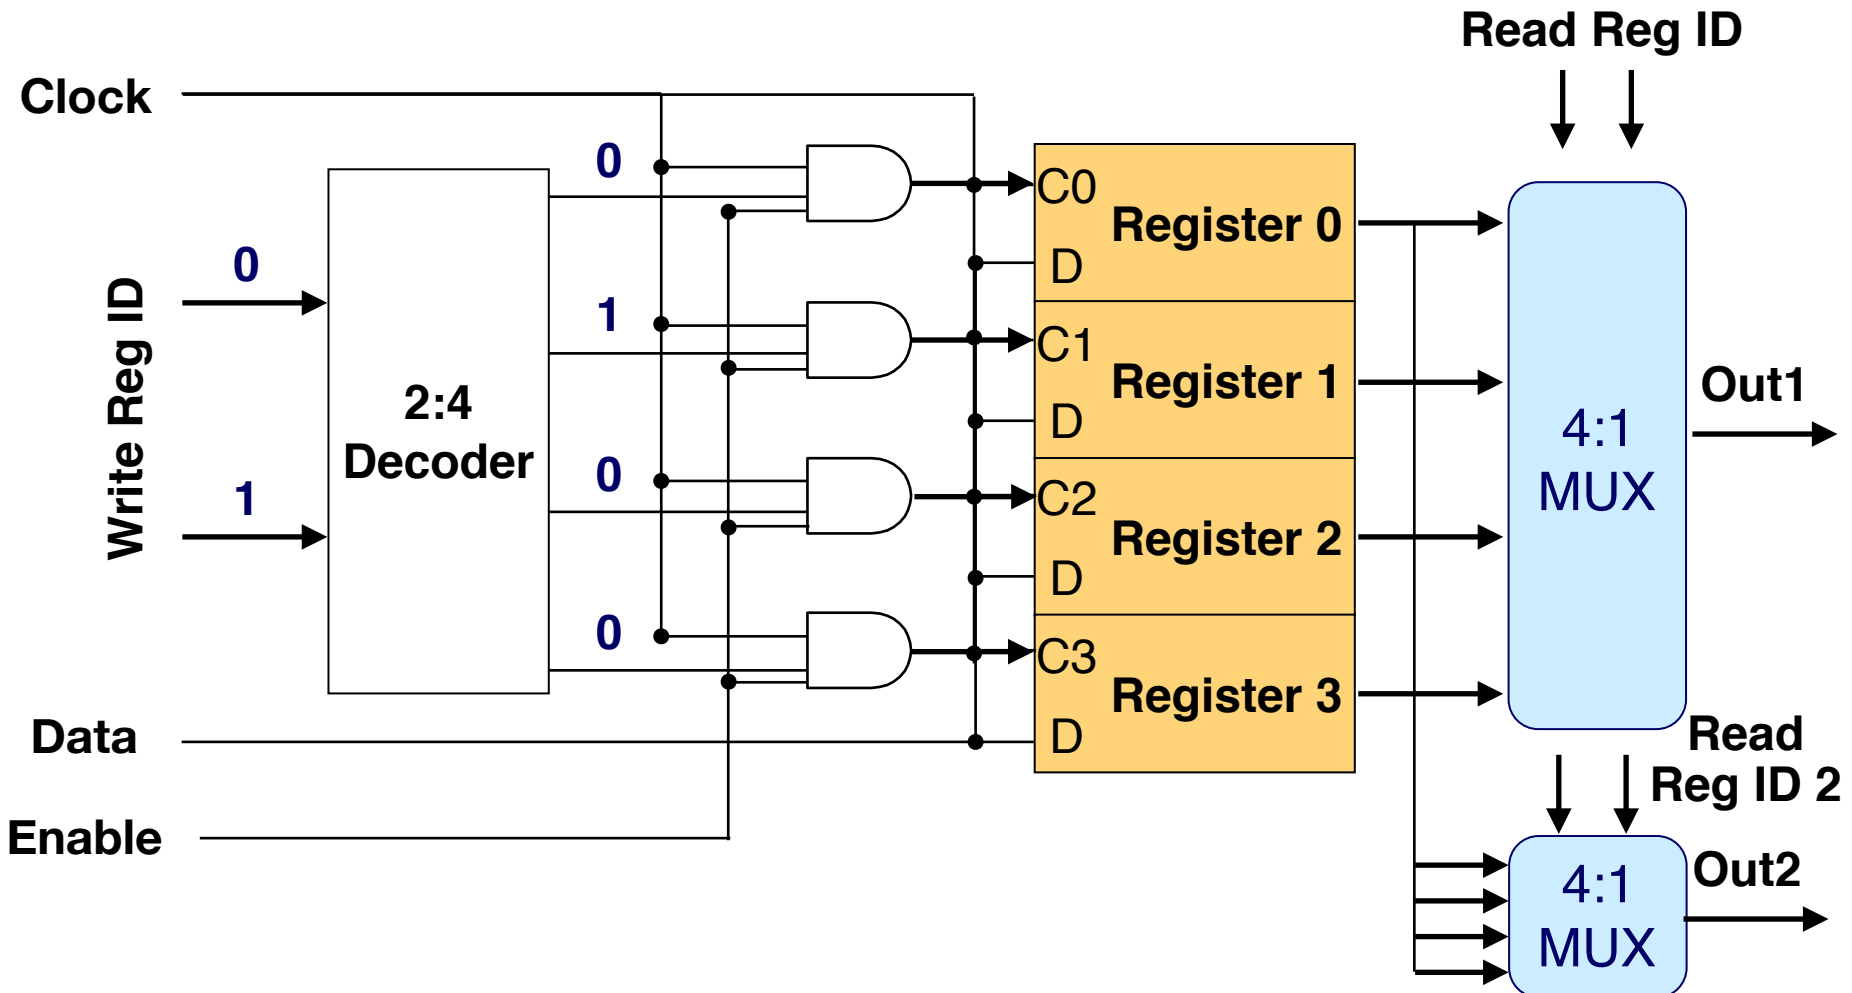 Read Reg ID
Clock
0
C0
Register 0
D
0
Write Reg ID
1
C1
Register 1
D
Out1
2:4
Decoder
4:1
MUX
0
1
C2
Register 2
D
0
C3
Register 3
D
Data
Read
Reg ID 2
Enable
4:1
MUX
Out2